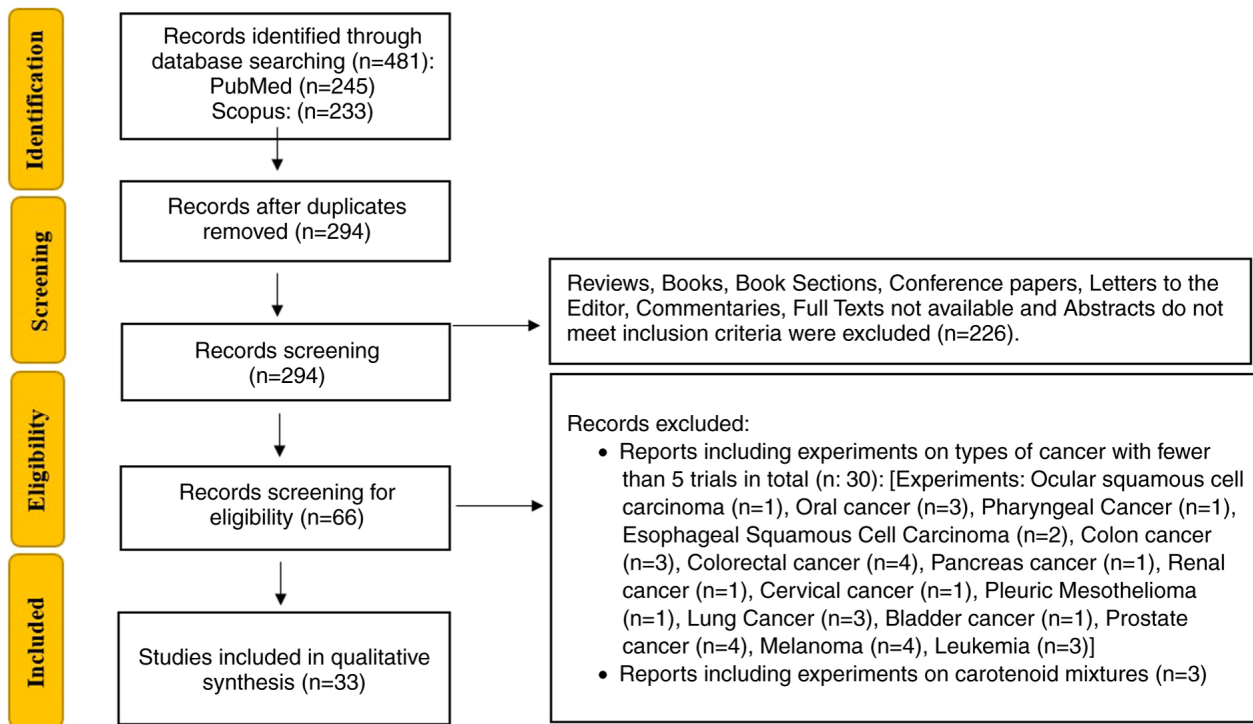 Identification
Records identified through
database searching (n=481):
PubMed (n=245)
Scopus: (n=233)
Records after duplicates
removed (n=294)
Screening
Reviews, Books, Book Sections, Conference papers, Letters to the
Editor, Commentaries, Full Texts not available and Abstracts do not
meet inclusion criteria were excluded (n=226).
Records screening
(n=294)
Eligibility
Records screening for
eligibility (n=66)
Records excluded:
• Reports including experiments on types of cancer with fewer
than 5 trials in total (n: 30): [Experiments: Ocular squamous cell
carcinoma (n=1), Oral cancer (n=3), Pharyngeal Cancer (n=1),
Esophageal Squamous Cell Carcinoma (n=2), Colon cancer
(n=3), Colorectal cancer (n=4), Pancreas cancer (n=1), Renal
cancer (n=1), Cervical cancer (n=1), Pleuric Mesothelioma
(n=1), Lung Cancer (n=3), Bladder cancer (n=1), Prostate
cancer (n=4), Melanoma (n=4), Leukemia (n=3)]
• Reports including experiments on carotenoid mixtures (n=3)
Included
Studies included in qualitative
synthesis (n=33)